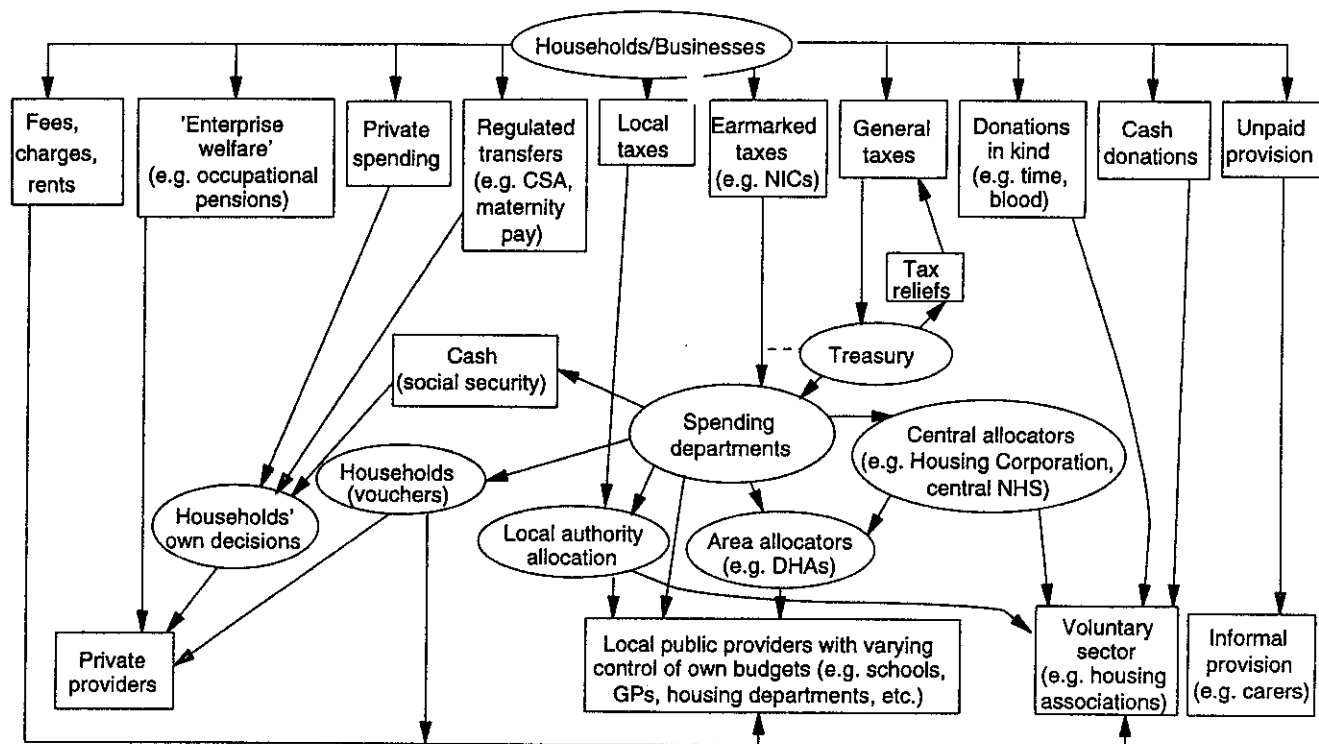 Households/Businesses
Fees,
charges,
rents
'Enterprise
welfare'
(e.g. occupational
pensions)
Private
spending
Regulated
transfers
(e.g. CSA,
maternity
pay)
Local
taxes
Earmarked
taxes
(e.g. NICs)
General
taxes
Donations
in kind
(e.g. time,
blood)
Cash
donations
Unpaid
provision
Tax
reliefs
Treasury
Cash
(social security)
Spending
departments
Central allocators
(e.g. Housing Corporation,
central NHS)
Households
(vouchers)
Households'
own decisions
Local authority
allocation
Area allocators
(e.g. DHAs)
Private
providers
Local public providers with varying
control of own budgets (e.g. schools,
GPs, housing departments, etc.)
Voluntary
sector
(e.g. housing
associations)
Informal
provision
(e.g. carers)